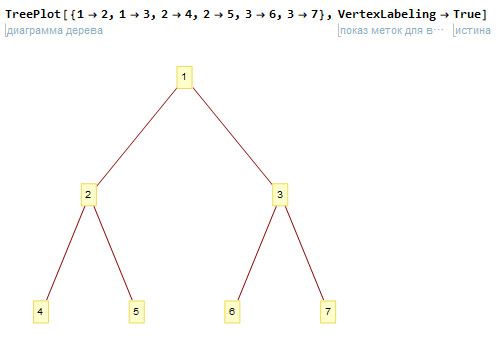 TreePlot[{1 → 2, 1 → 3, 2 → 4, 2 → 5, 3 → 6, 3 → 7}, VertexLabeling → True]
диаграмма дерева показ меток для в··· истина
1
2 3
4 5 6 7